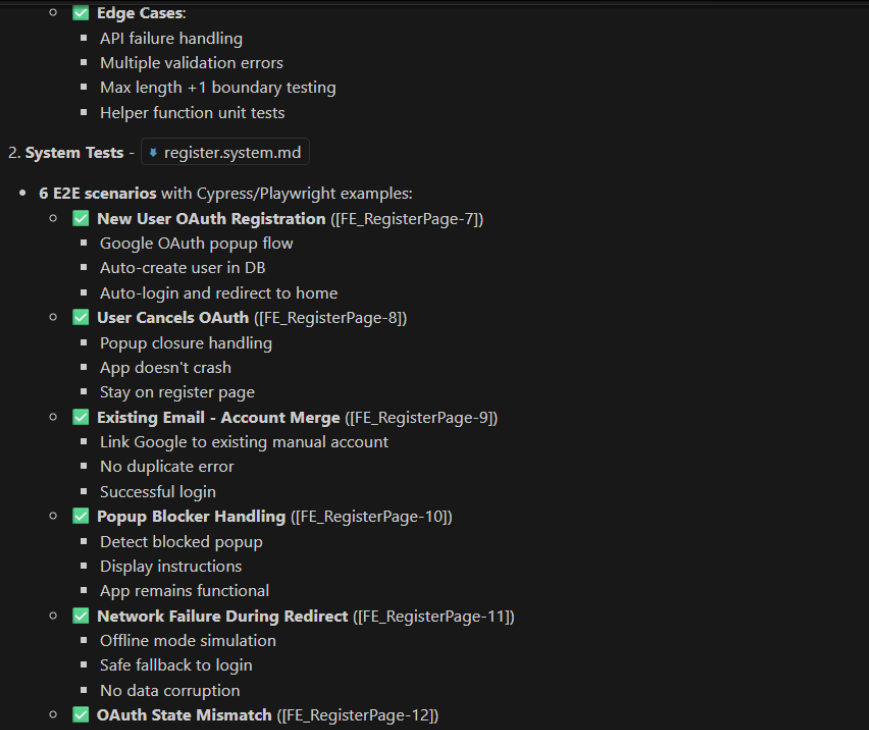 Edge Cases:
API failure handling
Multiple validation errors
Max length +1 boundary testing
Helper function unit tests
2. System Tests - register.system.md
6 E2E scenarios with Cypress/Playwright examples:
New User OAuth Registration ([FE_RegisterPage-7])
Google OAuth popup flow
Auto-create user in DB
Auto-login and redirect to home
User Cancels OAuth ([FE_RegisterPage-8])
Popup closure handling
App doesn't crash
Stay on register page
Existing Email - Account Merge ([FE_RegisterPage-9])
Link Google to existing manual account
No duplicate error
Successful login
Popup Blocker Handling ([FE_RegisterPage-10])
Detect blocked popup
Display instructions
App remains functional
Network Failure During Redirect ([FE_RegisterPage-11])
Offline mode simulation
Safe fallback to login
No data corruption
OAuth State Mismatch ([FE_RegisterPage-12])